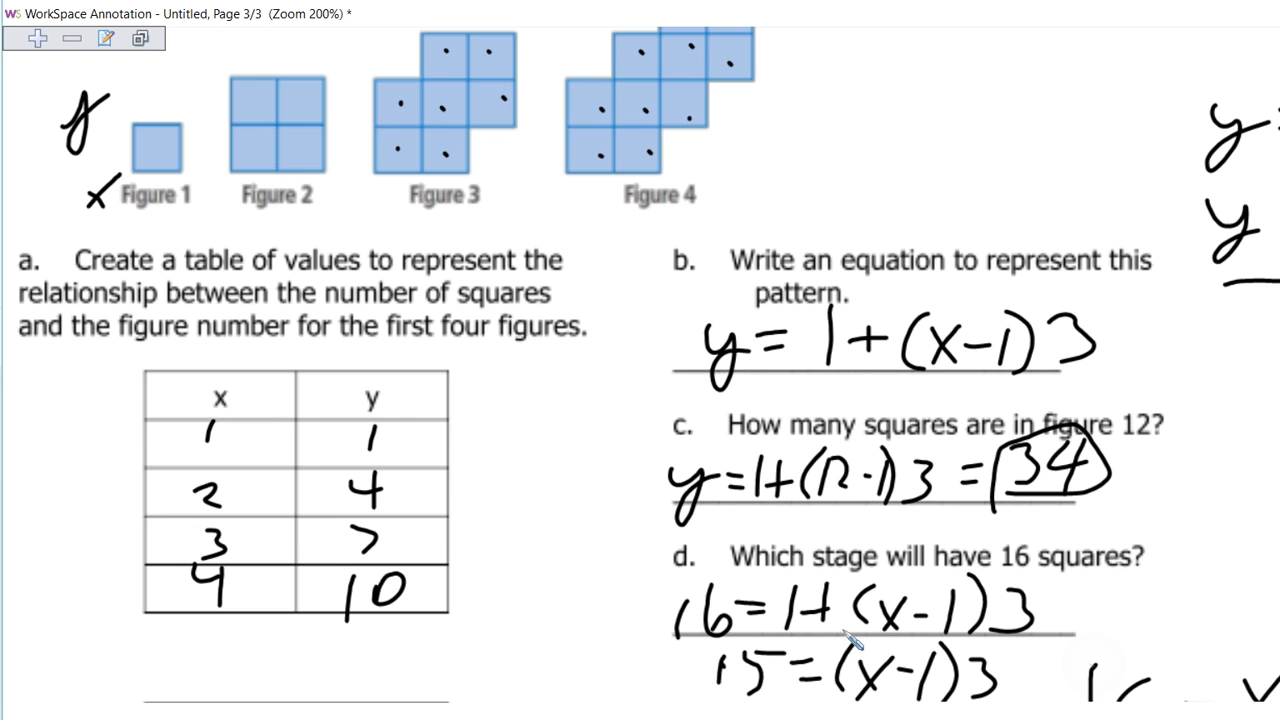 WorkSpace Annotation - Untitled, Page 3/3 (Zoom 200%) *
y
x Figure 1 Figure 2 Figure 3 Figure 4
y=
y
a. Create a table of values to represent the
relationship between the number of squares
and the figure number for the first four figures.
x y
1 1
2 4
3 7
4 10
b. Write an equation to represent this
pattern.
y = 1+(x-1)3
c. How many squares are in figure 12?
y=1+(12-1)3 =34
d. Which stage will have 16 squares?
16=1+(x-1)3
15=(x-1)3